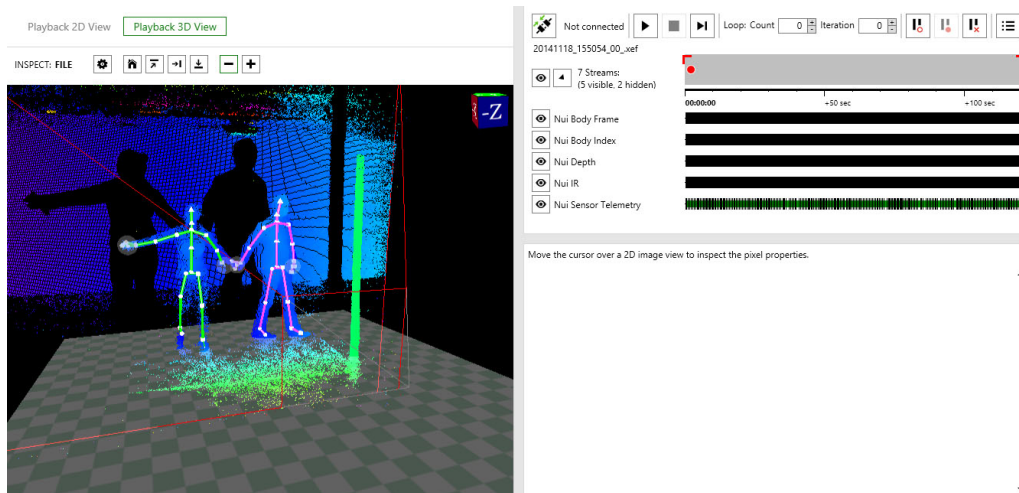 Playback 2D View Playback 3D View
INSPECT: FILE
-Z
Not connected Loop: Count 0 Iteration 0
20141118_155054_00_.xef
7 Streams:
(5 visible, 2 hidden)
00:00:00 +50 sec +100 sec
Nui Body Frame
Nui Body Index
Nui Depth
Nui IR
Nui Sensor Telemetry
Move the cursor over a 2D image view to inspect the pixel properties.